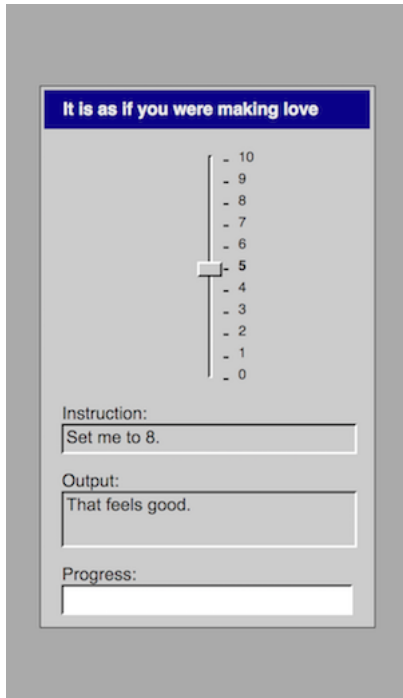 It is as if you were making love
- 10
- 9
- 8
- 7
- 6
- 5
- 4
- 3
- 2
- 1
- 0
Instruction:
Set me to 8.
Output:
That feels good.
Progress: